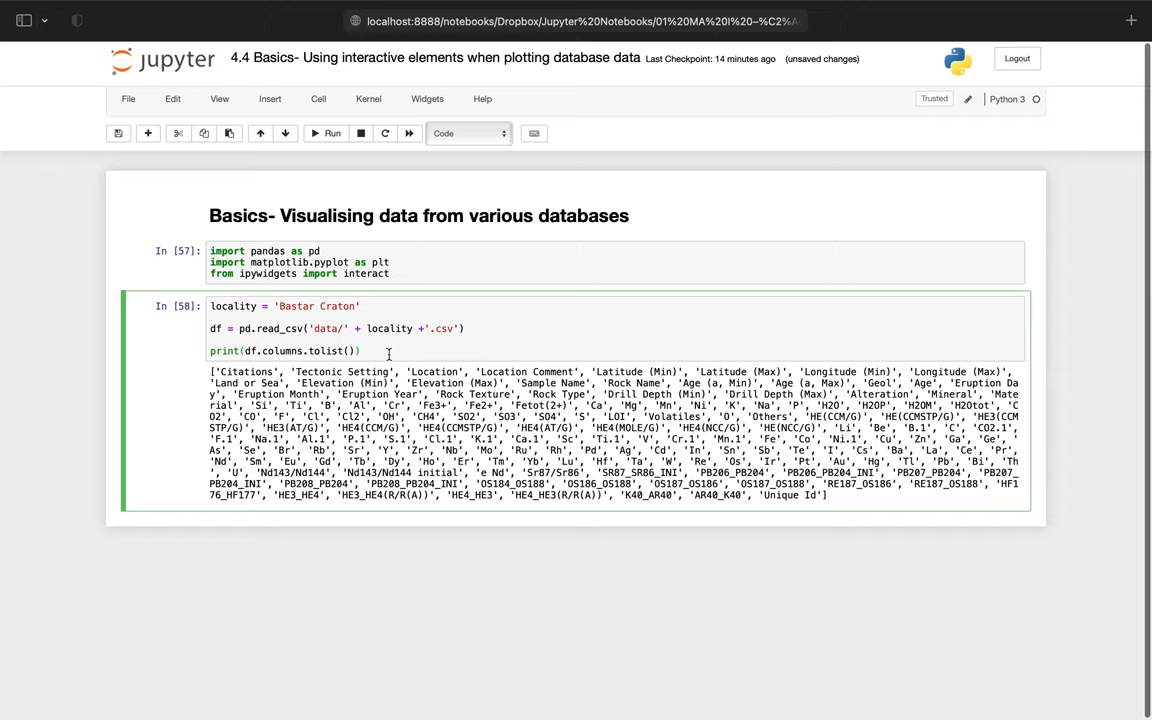 localhost:8888/notebooks/Dropbox/Jupyter%20Notebooks/01%20MA%20I%20–%C2%A
jupyter 4.4 Basics- Using interactive elements when plotting database data Last Checkpoint: 14 minutes ago (unsaved changes) Logout
File Edit View Insert Cell Kernel Widgets Help Trusted Python 3
Run Code
Basics- Visualising data from various databases
In [57]: import pandas as pd
import matplotlib.pyplot as plt
from ipywidgets import interact
In [58]: locality = 'Bastar Craton'
df = pd.read_csv('data/' + locality +'.csv')
print(df.columns.tolist())
['Citations', 'Tectonic Setting', 'Location', 'Location Comment', 'Latitude (Min)', 'Latitude (Max)', 'Longitude (Min)', 'Longitude (Max)',
'Land or Sea', 'Elevation (Min)', 'Elevation (Max)', 'Sample Name', 'Rock Name', 'Age (a, Min)', 'Age (a, Max)', 'Geol', 'Age', 'Eruption Da
y', 'Eruption Month', 'Eruption Year', 'Rock Texture', 'Rock Type', 'Drill Depth (Min)', 'Drill Depth (Max)', 'Alteration', 'Mineral', 'Mate
rial', 'Si', 'Ti', 'B', 'Al', 'Cr', 'Fe3+', 'Fe2+', 'Fetot(2+)', 'Ca', 'Mg', 'Mn', 'Ni', 'K', 'Na', 'P', 'H2O', 'H2OP', 'H2OM', 'H2Otot', 'C
O2', 'CO', 'F', 'Cl', 'Cl2', 'OH', 'CH4', 'SO2', 'SO3', 'SO4', 'S', 'LOI', 'Volatiles', 'O', 'Others', 'HE(CCM/G)', 'HE(CCMSTP/G)', 'HE3(CCM
STP/G)', 'HE3(AT/G)', 'HE4(CCM/G)', 'HE4(CCMSTP/G)', 'HE4(AT/G)', 'HE4(MOLE/G)', 'HE4(NCC/G)', 'HE(NCC/G)', 'Li', 'Be', 'B.1', 'C', 'CO2.1',
'F.1', 'Na.1', 'Al.1', 'P.1', 'S.1', 'Cl.1', 'K.1', 'Ca.1', 'Sc', 'Ti.1', 'V', 'Cr.1', 'Mn.1', 'Fe', 'Co', 'Ni.1', 'Cu', 'Zn', 'Ga', 'Ge', '
As', 'Se', 'Br', 'Rb', 'Sr', 'Y', 'Zr', 'Nb', 'Mo', 'Ru', 'Rh', 'Pd', 'Ag', 'Cd', 'In', 'Sn', 'Sb', 'Te', 'I', 'Cs', 'Ba', 'La', 'Ce', 'Pr',
'Nd', 'Sm', 'Eu', 'Gd', 'Tb', 'Dy', 'Ho', 'Er', 'Tm', 'Yb', 'Lu', 'Hf', 'Ta', 'W', 'Re', 'Os', 'Ir', 'Pt', 'Au', 'Hg', 'Tl', 'Pb', 'Bi', 'Th
', 'U', 'Nd143/Nd144', 'Nd143/Nd144 initial', 'e Nd', 'Sr87/Sr86', 'SR87_SR86_INI', 'PB206_PB204', 'PB206_PB204_INI', 'PB207_PB204', 'PB207_
PB204_INI', 'PB208_PB204', 'PB208_PB204_INI', 'OS184_OS188', 'OS186_OS188', 'OS187_OS186', 'OS187_OS188', 'RE187_OS186', 'RE187_OS188', 'HF1
76_HF177', 'HE3_HE4', 'HE3_HE4(R/R(A))', 'HE4_HE3', 'HE4_HE3(R/R(A))', 'K40_AR40', 'AR40_K40', 'Unique Id']